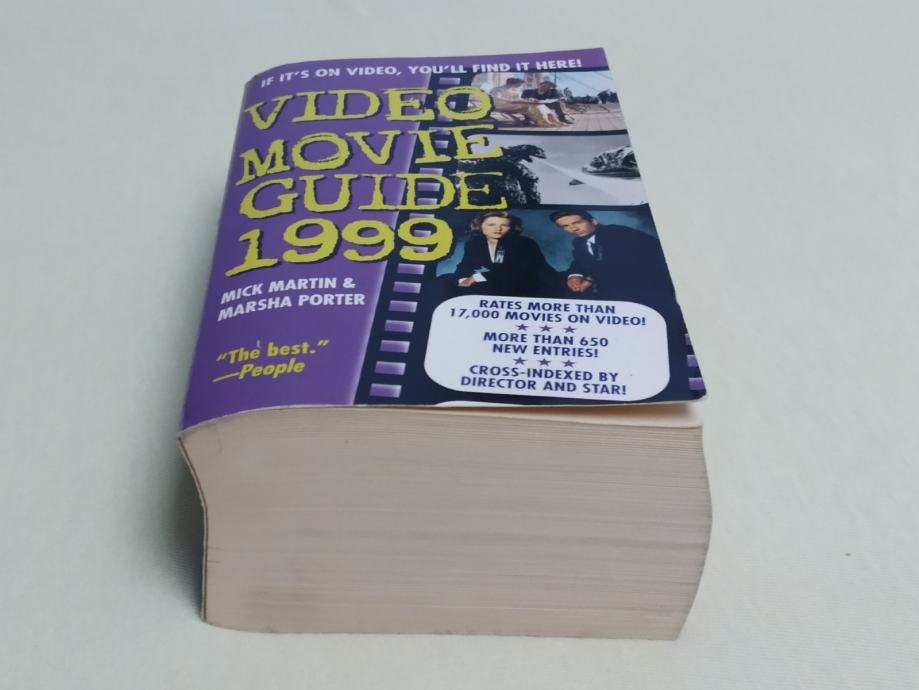 IF IT'S ON VIDEO, YOU'LL FIND IT HERE!
VIDEO
MOVIE
GUIDE
1999
MICK MARTIN &
MARSHA PORTER
"The best."
—People
RATES MORE THAN
17,000 MOVIES ON VIDEO!
★ ★ ★
MORE THAN 650
NEW ENTRIES!
★ ★ ★
CROSS-INDEXED BY
DIRECTOR AND STAR!